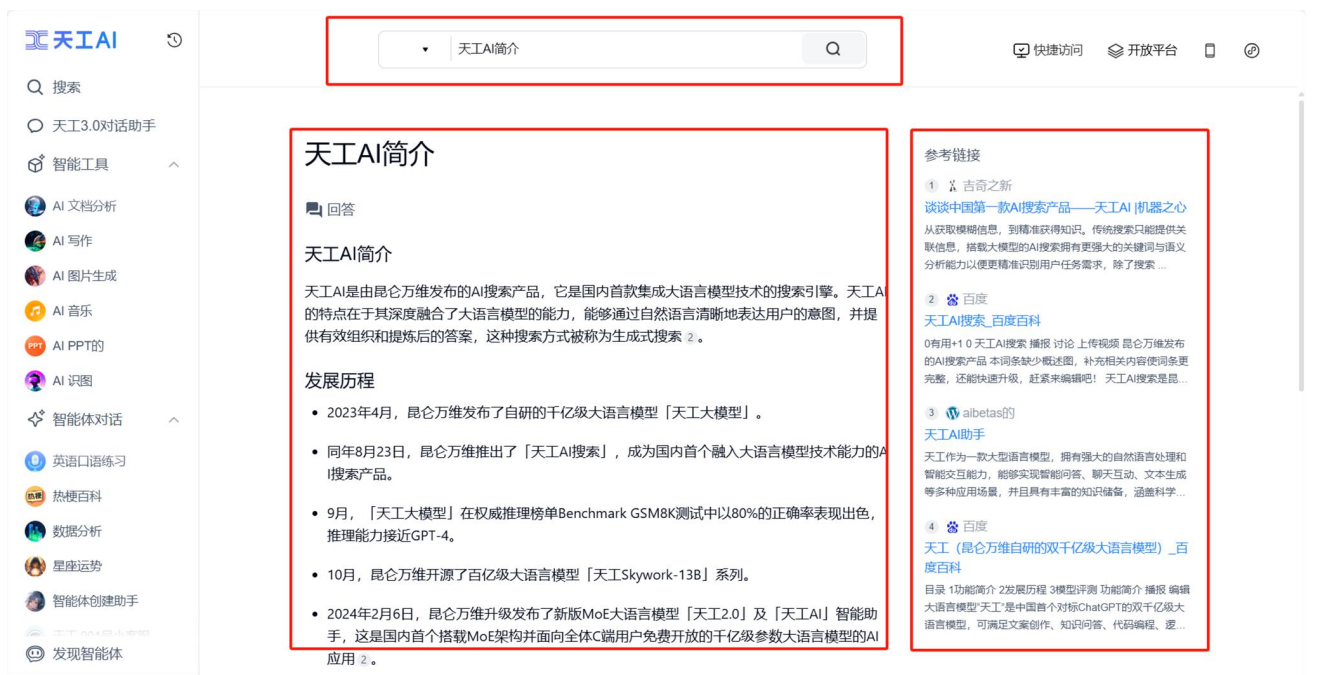 天工AI
搜索
天工3.0对话助手
智能工具
AI 文档分析
AI 写作
AI 图片生成
AI 音乐
PPT
AI PPT的
AI 识图
智能体对话
英语口语练习
热梗
热梗百科
数据分析
星座运势
智能体创建助手
发现智能体
天工AI简介
快捷访问
开放平台
天工AI简介
回答
天工AI简介
天工AI是由昆仑万维发布的AI搜索产品，它是国内首款集成大语言模型技术的搜索引擎。天工AI
的特点在于其深度融合了大语言模型的能力，能够通过自然语言清晰地表达用户的意图，并提
供有效组织和提炼后的答案，这种搜索方式被称为生成式搜索 2 。
发展历程
• 2023年4月，昆仑万维发布了自研的千亿级大语言模型「天工大模型」。
• 同年8月23日，昆仑万维推出了「天工AI搜索」，成为国内首个融入大语言模型技术能力的A
I搜索产品。
• 9月，「天工大模型」在权威推理榜单Benchmark GSM8K测试中以80%的正确率表现出色，
推理能力接近GPT-4。
• 10月，昆仑万维开源了百亿级大语言模型「天工Skywork-13B」系列。
• 2024年2月6日，昆仑万维升级发布了新版MoE大语言模型「天工2.0」及「天工AI」智能助
手，这是国内首个搭载MoE架构并面向全体C端用户免费开放的千亿级参数大语言模型的AI
应用 2 。
参考链接
1 吉奇之新
谈谈中国第一款AI搜索产品——天工AI |机器之心
从获取模糊信息，到精准获得知识。传统搜索只能提供关
联信息，搭载大模型的AI搜索拥有更强大的关键词与语义
分析能力以便更精准识别用户任务需求，除了搜索 ...
2 百度
天工AI搜索_百度百科
0有用+1 0 天工AI搜索 播报 讨论 上传视频 昆仑万维发布
的AI搜索产品 本词条缺少概述图，补充相关内容使词条更
完整，还能快速升级，赶紧来编辑吧！ 天工AI搜索是昆...
3 aibetas的
天工AI助手
天工作为一款大型语言模型，拥有强大的自然语言处理和
智能交互能力，能够实现智能问答、聊天互动、文本生成
等多种应用场景，并且具有丰富的知识储备，涵盖科学...
4 百度
天工（昆仑万维自研的双千亿级大语言模型）_百
度百科
目录 1功能简介 2发展历程 3模型评测 功能简介 播报 编辑
大语言模型"天工"是中国首个对标ChatGPT的双千亿级大
语言模型，可满足文案创作、知识问答、代码编程、逻...